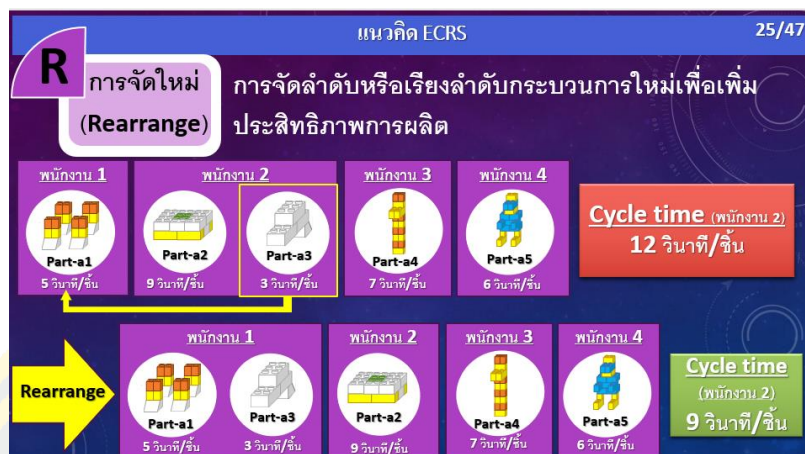 แนวคิด ECRS
25/47
R
การจัดใหม่
(Rearrange)
การจัดลำดับหรือเรียงลำดับกระบวนการใหม่เพื่อเพิ่ม
ประสิทธิภาพการผลิต
พนักงาน 1
พนักงาน 2
พนักงาน 3
พนักงาน 4
Part-a1
Part-a2
Part-a3
Part-a4
Part-a5
5 วินาที/ชิ้น
9 วินาที/ชิ้น
3 วินาที/ชิ้น
7 วินาที/ชิ้น
6 วินาที/ชิ้น
Cycle time (พนักงาน 2)
12 วินาที/ชิ้น
Rearrange
พนักงาน 1
พนักงาน 2
พนักงาน 3
พนักงาน 4
Part-a1
Part-a3
Part-a2
Part-a4
Part-a5
5 วินาที/ชิ้น
3 วินาที/ชิ้น
9 วินาที/ชิ้น
7 วินาที/ชิ้น
6 วินาที/ชิ้น
Cycle time
(พนักงาน 2)
9 วินาที/ชิ้น